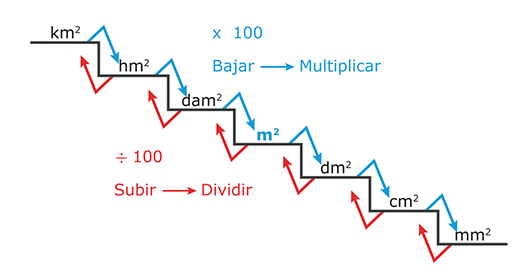 km²
x 100
hm²
Bajar → Multiplicar
dam²
m²
÷ 100
dm²
Subir → Dividir
cm²
mm²